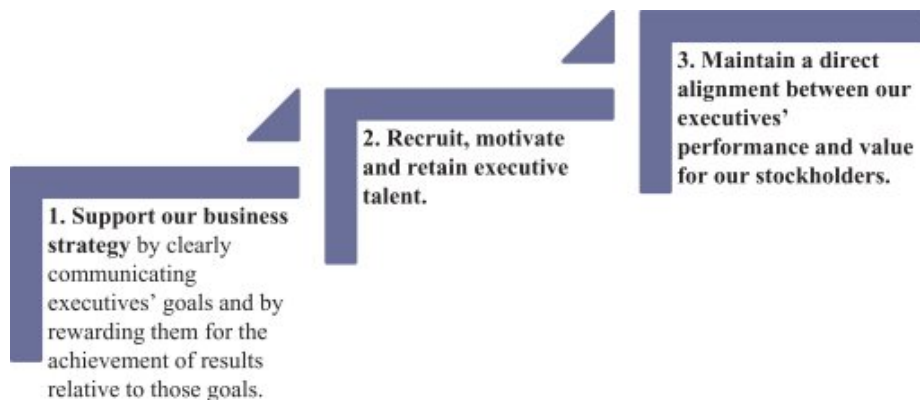 1. Support our business
strategy by clearly
communicating
executives’ goals and by
rewarding them for the
achievement of results
relative to those goals.
2. Recruit, motivate
and retain executive
talent.
3. Maintain a direct
alignment between our
executives’
performance and value
for our stockholders.